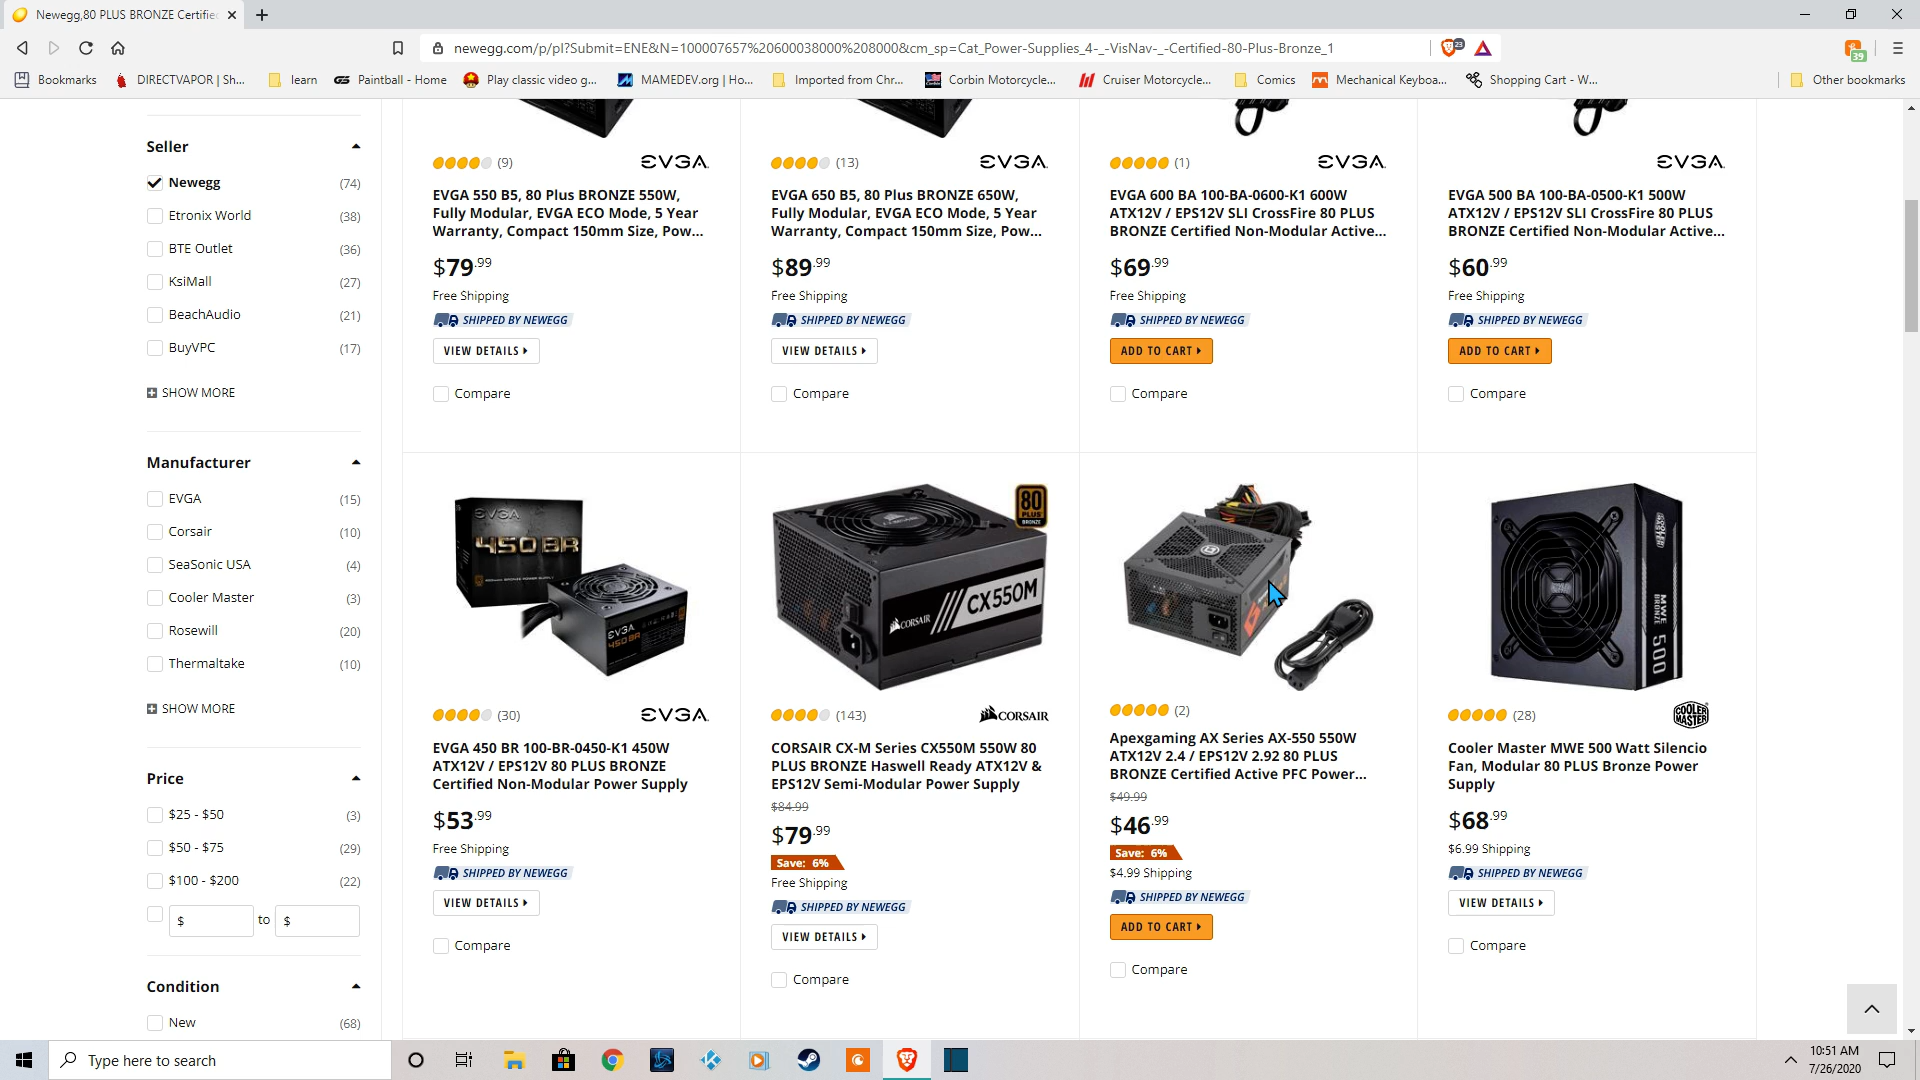 Newegg,80 PLUS BRONZE Certifie
newegg.com/p/pl?Submit=ENE&N=100007657%20600038000%208000&cm_sp=Cat_Power-Supplies_4-_-VisNav-_-Certified-80-Plus-Bronze_1
23
39
Bookmarks
DIRECTVAPOR | Sh...
learn
Paintball - Home
Play classic video g...
MAMEDEV.org | Ho...
Imported from Chr...
Corbin Motorcycle...
Cruiser Motorcycle...
Comics
Mechanical Keyboa...
Shopping Cart - W...
Other bookmarks
Seller
Newegg (74)
Etronix World (38)
BTE Outlet (36)
KsiMall (27)
BeachAudio (21)
BuyVPC (17)
SHOW MORE
Manufacturer
EVGA (15)
Corsair (10)
SeaSonic USA (4)
Cooler Master (3)
Rosewill (20)
Thermaltake (10)
SHOW MORE
Price
$25 - $50 (3)
$50 - $75 (29)
$100 - $200 (22)
$ to $
Condition
New (68)
(9) EVGA
EVGA 550 B5, 80 Plus BRONZE 550W,
Fully Modular, EVGA ECO Mode, 5 Year
Warranty, Compact 150mm Size, Pow...
$79.99
Free Shipping
SHIPPED BY NEWEGG
VIEW DETAILS
Compare
(13) EVGA
EVGA 650 B5, 80 Plus BRONZE 650W,
Fully Modular, EVGA ECO Mode, 5 Year
Warranty, Compact 150mm Size, Pow...
$89.99
Free Shipping
SHIPPED BY NEWEGG
VIEW DETAILS
Compare
(1) EVGA
EVGA 600 BA 100-BA-0600-K1 600W
ATX12V / EPS12V SLI CrossFire 80 PLUS
BRONZE Certified Non-Modular Active...
$69.99
Free Shipping
SHIPPED BY NEWEGG
ADD TO CART
Compare
(1) EVGA
EVGA 500 BA 100-BA-0500-K1 500W
ATX12V / EPS12V SLI CrossFire 80 PLUS
BRONZE Certified Non-Modular Active...
$60.99
Free Shipping
SHIPPED BY NEWEGG
ADD TO CART
Compare
EVGA
450 BR
EVGA
450 BR
(30) EVGA
EVGA 450 BR 100-BR-0450-K1 450W
ATX12V / EPS12V 80 PLUS BRONZE
Certified Non-Modular Power Supply
$53.99
Free Shipping
SHIPPED BY NEWEGG
VIEW DETAILS
Compare
80
PLUS
BRONZE
CORSAIR CX550M
(143) CORSAIR
CORSAIR CX-M Series CX550M 550W 80
PLUS BRONZE Haswell Ready ATX12V &
EPS12V Semi-Modular Power Supply
$84.99
$79.99
Save: 6%
Free Shipping
SHIPPED BY NEWEGG
VIEW DETAILS
Compare
(2)
Apexgaming AX Series AX-550 550W
ATX12V 2.4 / EPS12V 2.92 80 PLUS
BRONZE Certified Active PFC Power...
$49.99
$46.99
Save: 6%
$4.99 Shipping
SHIPPED BY NEWEGG
ADD TO CART
Compare
COOLER
MASTER
MWE
BRONZE
500
(28) COOLER MASTER
Cooler Master MWE 500 Watt Silencio
Fan, Modular 80 PLUS Bronze Power
Supply
$68.99
$6.99 Shipping
SHIPPED BY NEWEGG
VIEW DETAILS
Compare
Type here to search
10:51 AM
7/26/2020